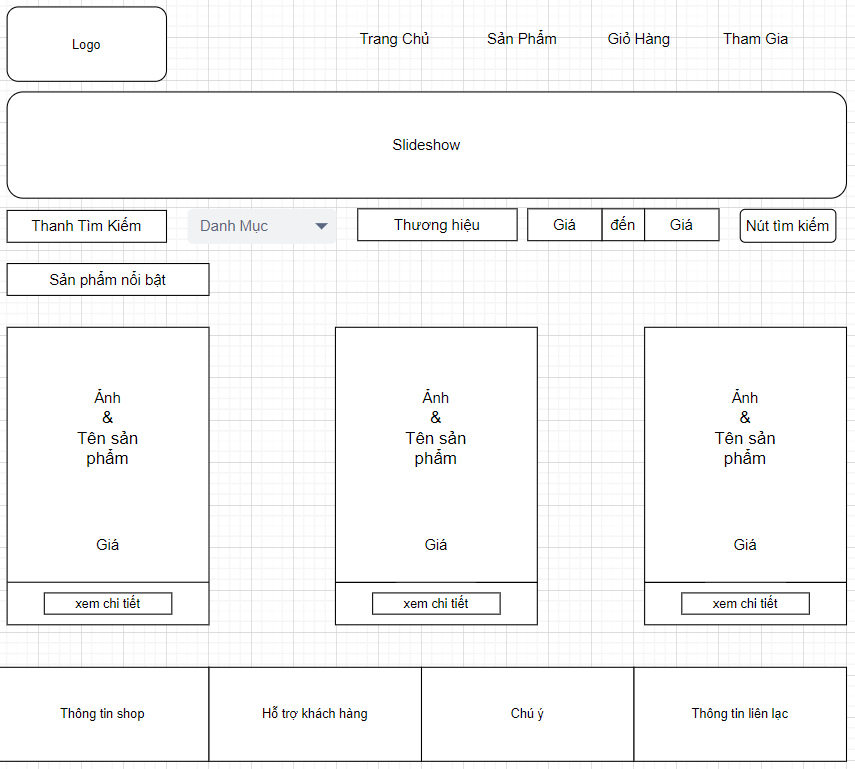 Logo
Trang Chủ
Sản Phẩm
Giỏ Hàng
Tham Gia
Slideshow
Thanh Tìm Kiếm
Danh Mục
Thương hiệu
Giá
đến
Giá
Nút tìm kiếm
Sản phẩm nổi bật
Ảnh
&
Tên sản
phẩm
Giá
xem chi tiết
Ảnh
&
Tên sản
phẩm
Giá
xem chi tiết
Ảnh
&
Tên sản
phẩm
Giá
xem chi tiết
Thông tin shop
Hỗ trợ khách hàng
Chú ý
Thông tin liên lạc